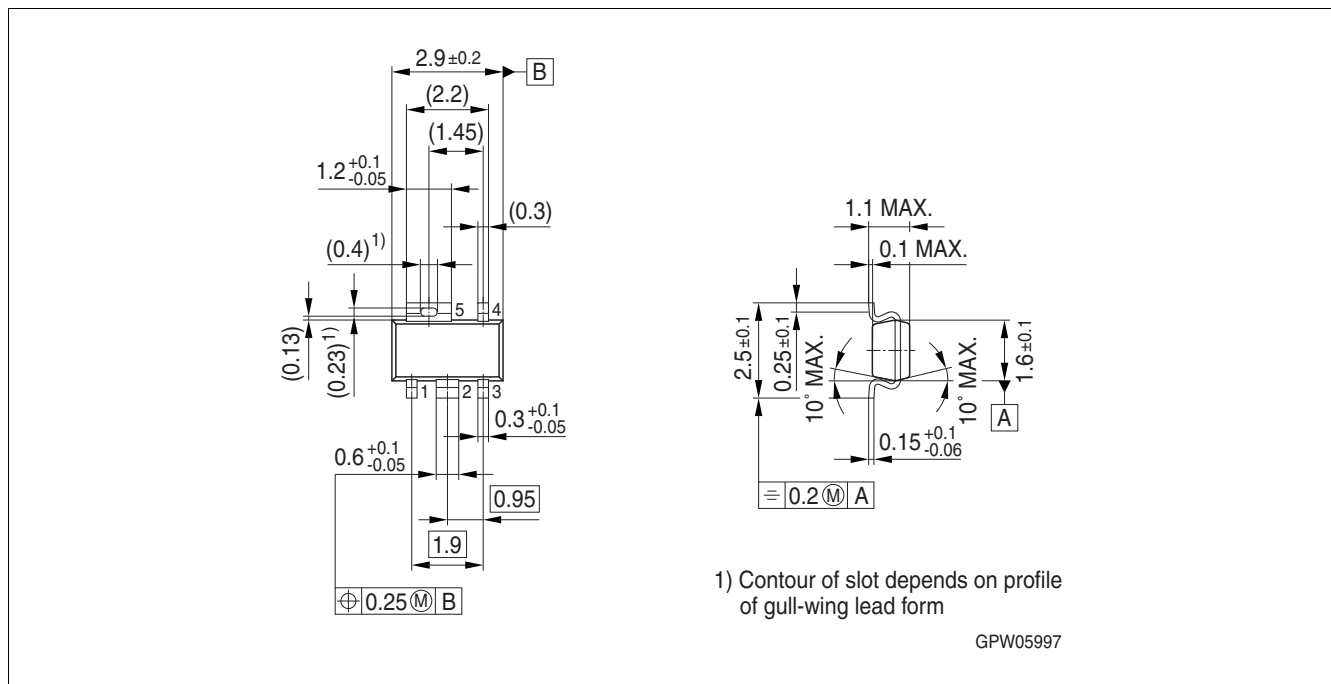 2.9 ±0.2
B
(2.2)
(1.45)
1.2 +0.1 -0.05
(0.3)
(0.4) 1)
5
4
(0.13)
(0.23) 1)
1
2
3
0.3 +0.1 -0.05
0.6 +0.1 -0.05
0.95
1.9
⌖ 0.25 Ⓜ B
1.1 MAX.
0.1 MAX.
2.5±0.1
0.25±0.1
10° MAX.
10° MAX.
1.6±0.1
A
0.15 +0.1 -0.06
⌯ 0.2 Ⓜ A
1) Contour of slot depends on profile
of gull-wing lead form
GPW05997